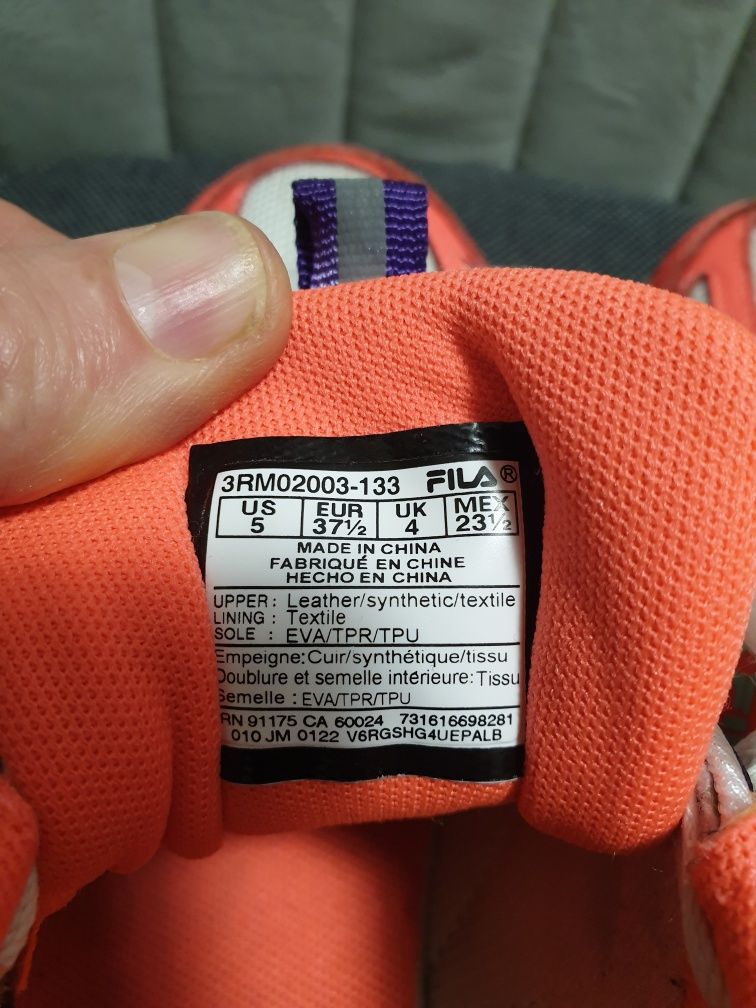 3RM02003-133 FILA®
US EUR UK MEX
5 37½ 4 23½
MADE IN CHINA
FABRIQUÉ EN CHINE
HECHO EN CHINA
UPPER : Leather/synthetic/textile
LINING : Textile
SOLE : EVA/TPR/TPU
Empeigne:Cuir/synthétique/tissu
Doublure et semelle intérieure:Tissu
Semelle : EVA/TPR/TPU
RN 91175 CA 60024 731616698281
010 JM 0122 V6RGSHG4UEPALB